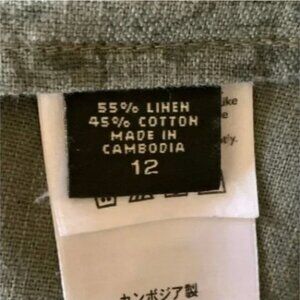 55% LINEN
45% COTTON
MADE IN
CAMBODIA
12
カンボジア製